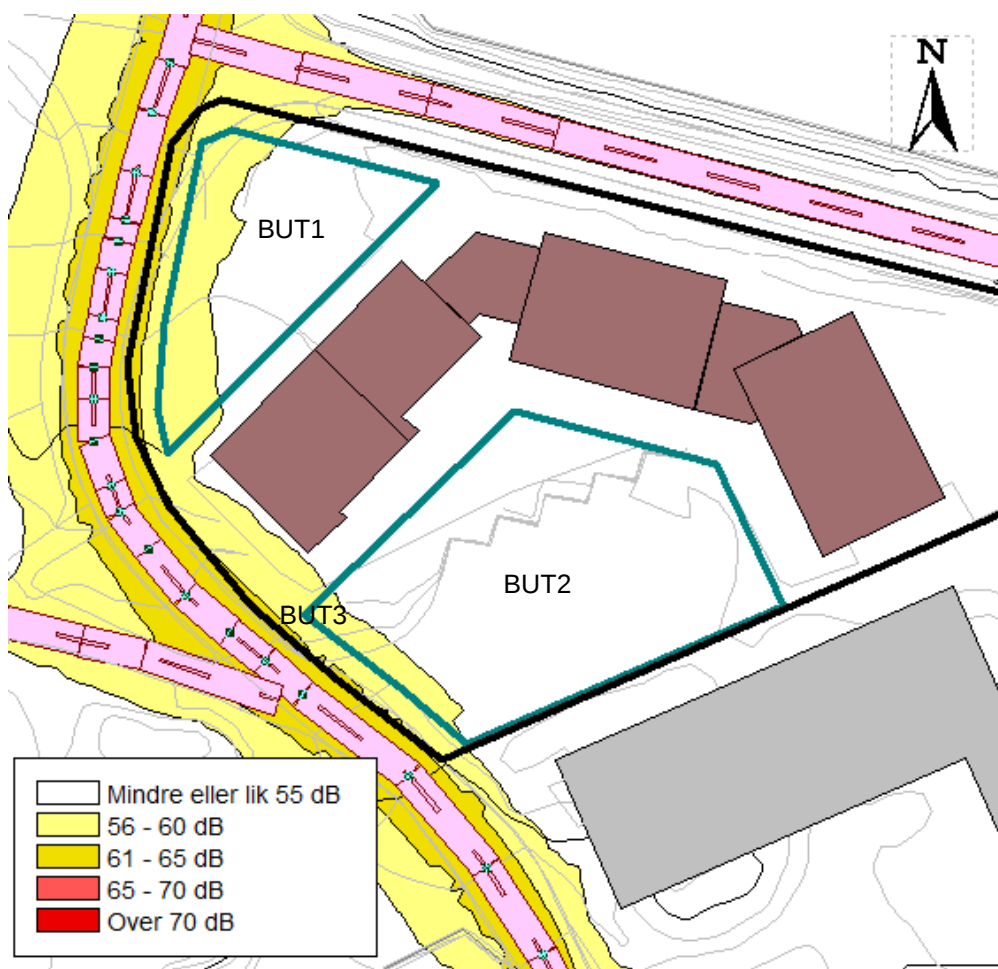 N
BUT1
BUT2
BUT3
Mindre eller lik 55 dB
56 - 60 dB
61 - 65 dB
65 - 70 dB
Over 70 dB